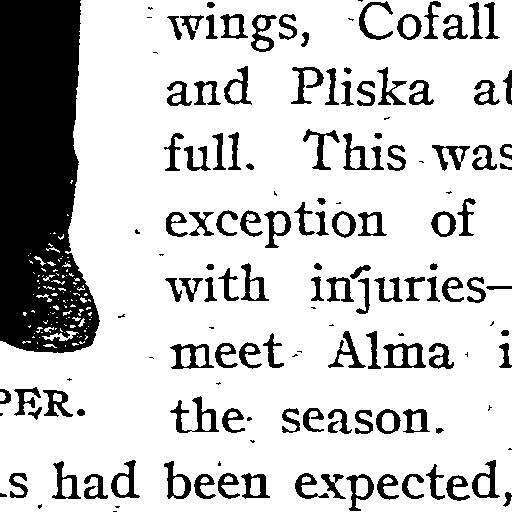 wings, Cofall
and Pliska at
full. This was
exception of
with injuries—
meet Alma
PER.
the season.
had been expected,